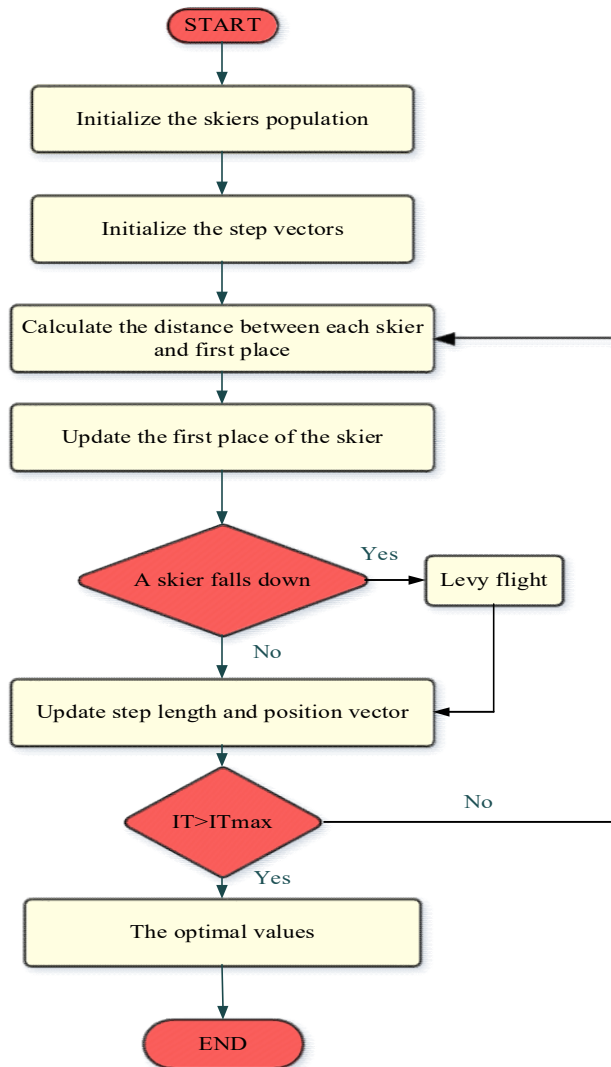 START
Initialize the skiers population
Initialize the step vectors
Calculate the distance between each skier
and first place
Update the first place of the skier
A skier falls down
Yes
Levy flight
No
Update step length and position vector
IT>ITmax
No
Yes
The optimal values
END